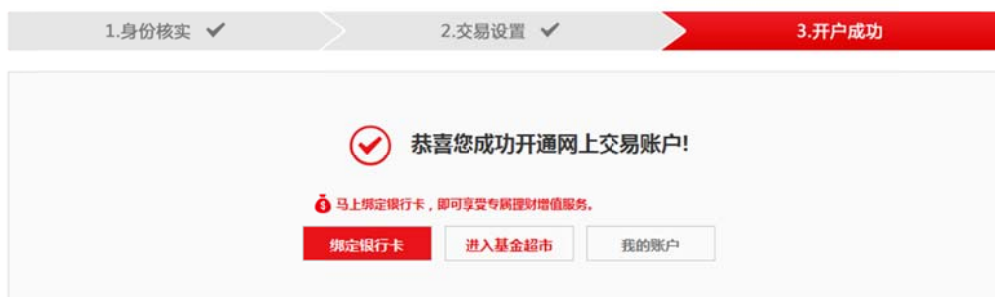 1.身份核实 ✔ 2.交易设置 ✔ 3.开户成功
恭喜您成功开通网上交易账户!
马上绑定银行卡，即可享受专属理财增值服务。
绑定银行卡 进入基金超市 我的账户